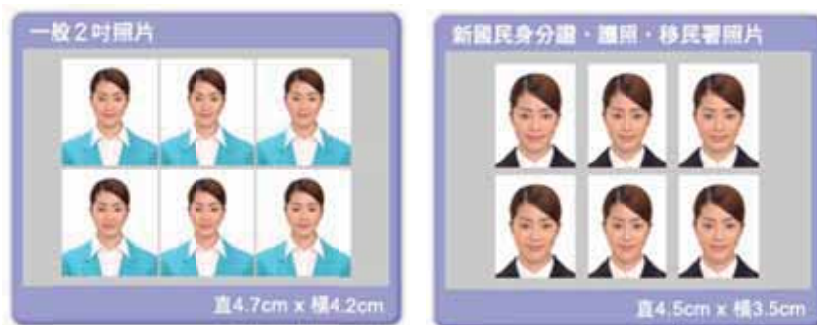 一般2吋照片
直4.7cm x 橫4.2cm
新國民身分證・護照・移民署照片
直4.5cm x 橫3.5cm